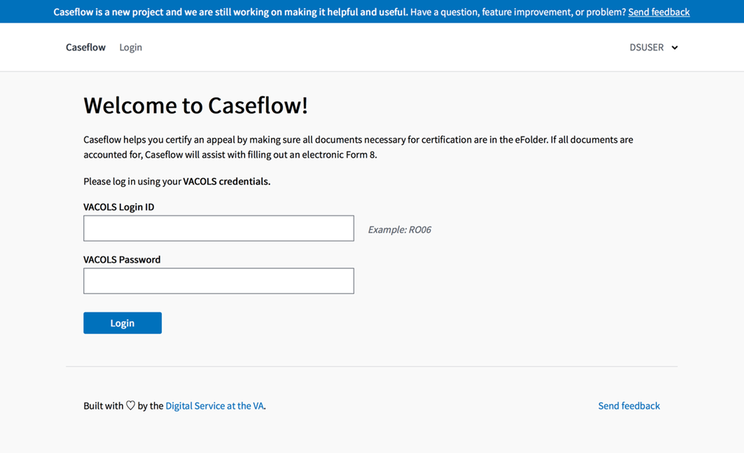 Caseflow is a new project and we are still working on making it helpful and useful. Have a question, feature improvement, or problem? Send feedback
Caseflow Login DSUSER
Welcome to Caseflow!
Caseflow helps you certify an appeal by making sure all documents necessary for certification are in the eFolder. If all documents are
accounted for, Caseflow will assist with filling out an electronic Form 8.
Please log in using your VACOLS credentials.
VACOLS Login ID
Example: RO06
VACOLS Password
Login
Built with ♡ by the Digital Service at the VA. Send feedback